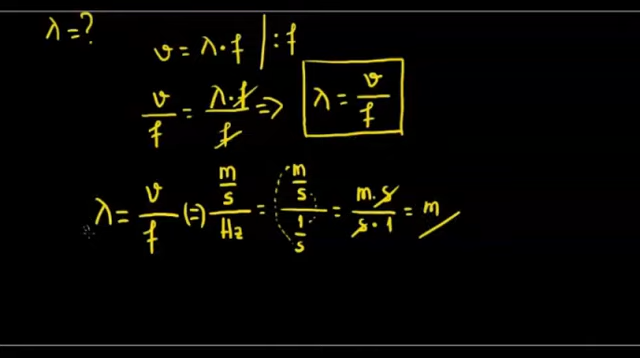 λ = ?
v = λ · f | : f
v/f = λ · f/f => λ = v/f
λ = v/f (=>) m/s/Hz = m/s/1/s = m · s/s · 1 = m